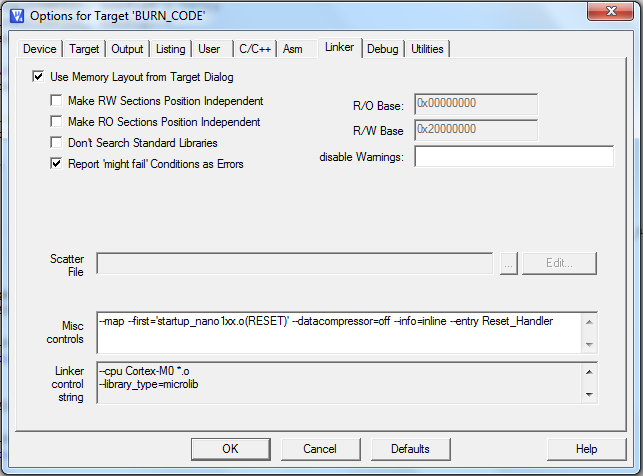 Options for Target 'BURN_CODE'
Device Target Output Listing User C/C++ Asm Linker Debug Utilities
Use Memory Layout from Target Dialog
Make RW Sections Position Independent
Make RO Sections Position Independent
Don't Search Standard Libraries
Report 'might fail' Conditions as Errors
R/O Base: 0x00000000
R/W Base 0x20000000
disable Warnings:
Scatter
File
... Edit...
Misc
controls
--map --first='startup_nano1xx.o(RESET)' --datacompressor=off --info=inline --entry Reset_Handler
Linker
control
string
--cpu Cortex-M0 *.o
--library_type=microlib
OK Cancel Defaults Help